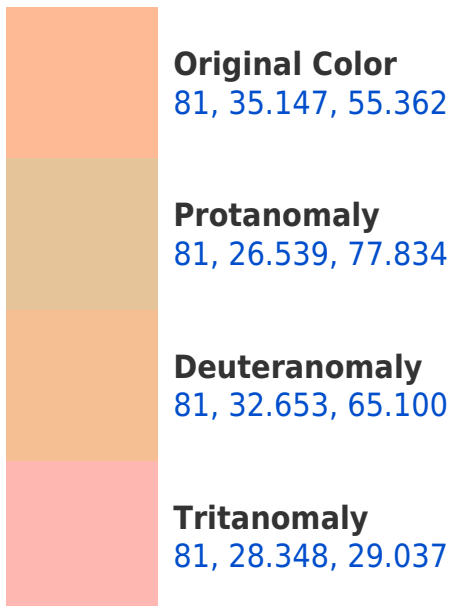 Original Color
81, 35.147, 55.362
Protanomaly
81, 26.539, 77.834
Deuteranomaly
81, 32.653, 65.100
Tritanomaly
81, 28.348, 29.037